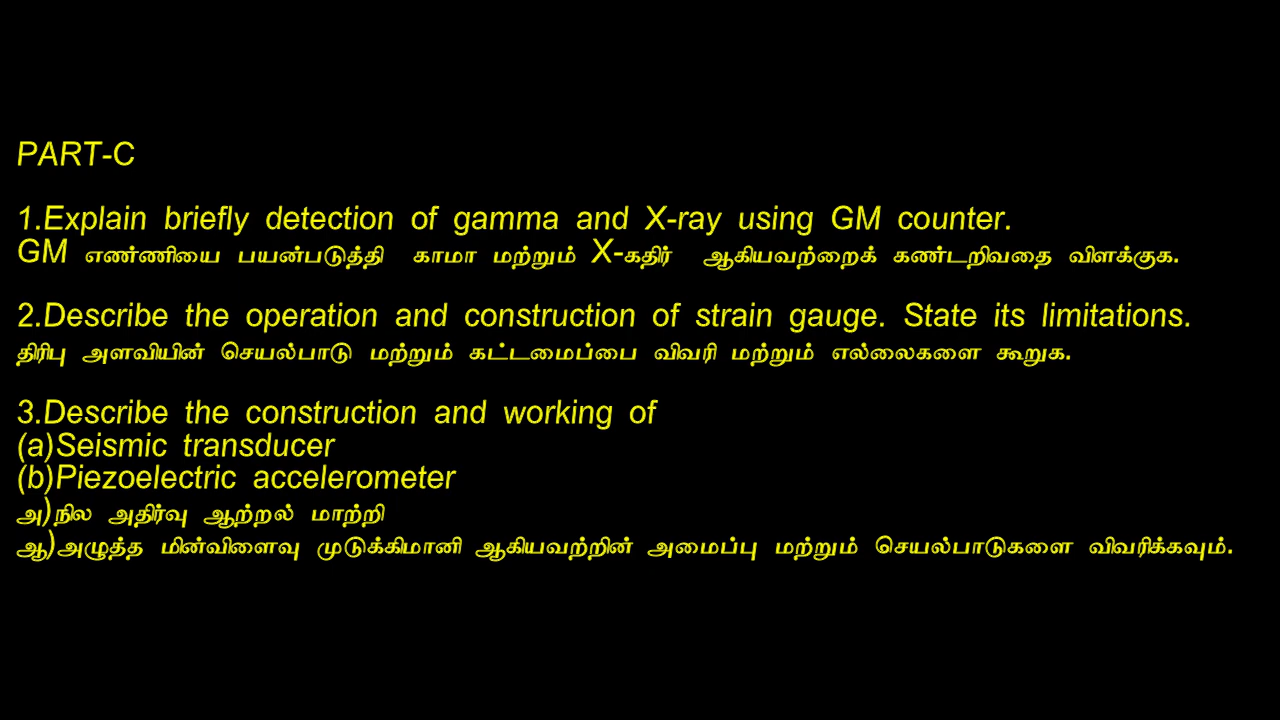 PART-C
1.Explain briefly detection of gamma and X-ray using GM counter.
GM எண்ணியை பயன்படுத்தி காமா மற்றும் X-கதிர் ஆகியவற்றைக் கண்டறிவதை விளக்குக.
2.Describe the operation and construction of strain gauge. State its limitations.
திரிபு அளவியின் செயல்பாடு மற்றும் கட்டமைப்பை விவரி மற்றும் எல்லைகளை கூறுக.
3.Describe the construction and working of
(a)Seismic transducer
(b)Piezoelectric accelerometer
அ)நில அதிர்வு ஆற்றல் மாற்றி
ஆ)அழுத்த மின்விளைவு முடுக்கிமானி ஆகியவற்றின் அமைப்பு மற்றும் செயல்பாடுகளை விவரிக்கவும்.